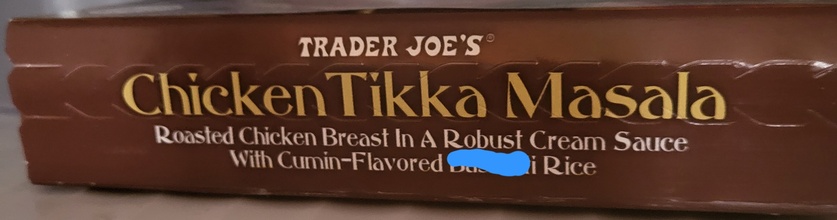 TRADER JOE'S®
Chicken Tikka Masala
Roasted Chicken Breast In A Robust Cream Sauce
With Cumin-Flavored Rice